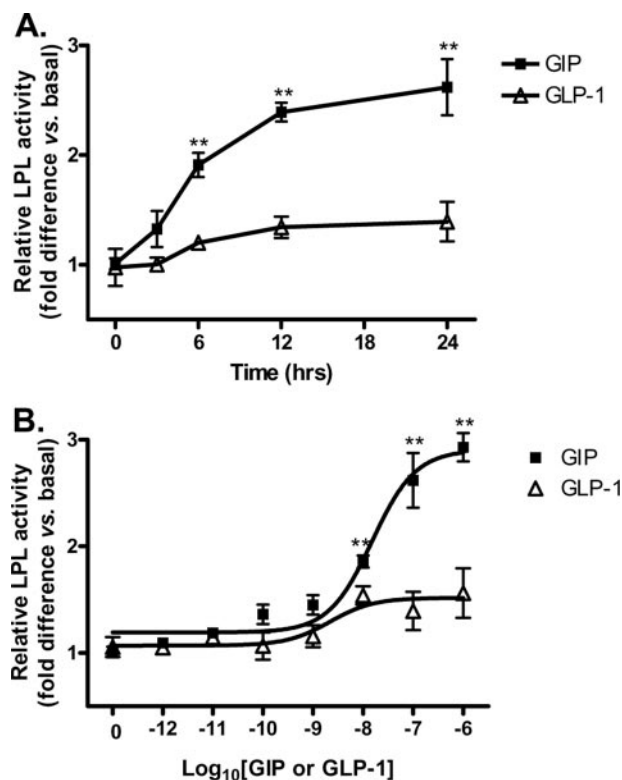 A.
Relative LPL activity
(fold difference vs. basal)
3
2
1
**
**
**
0
6
12
18
24
Time (hrs)
GIP
GLP-1
B.
Relative LPL activity
(fold difference vs. basal)
3
2
1
**
**
**
0
-12
-11
-10
-9
-8
-7
-6
Log10[GIP or GLP-1]
GIP
GLP-1